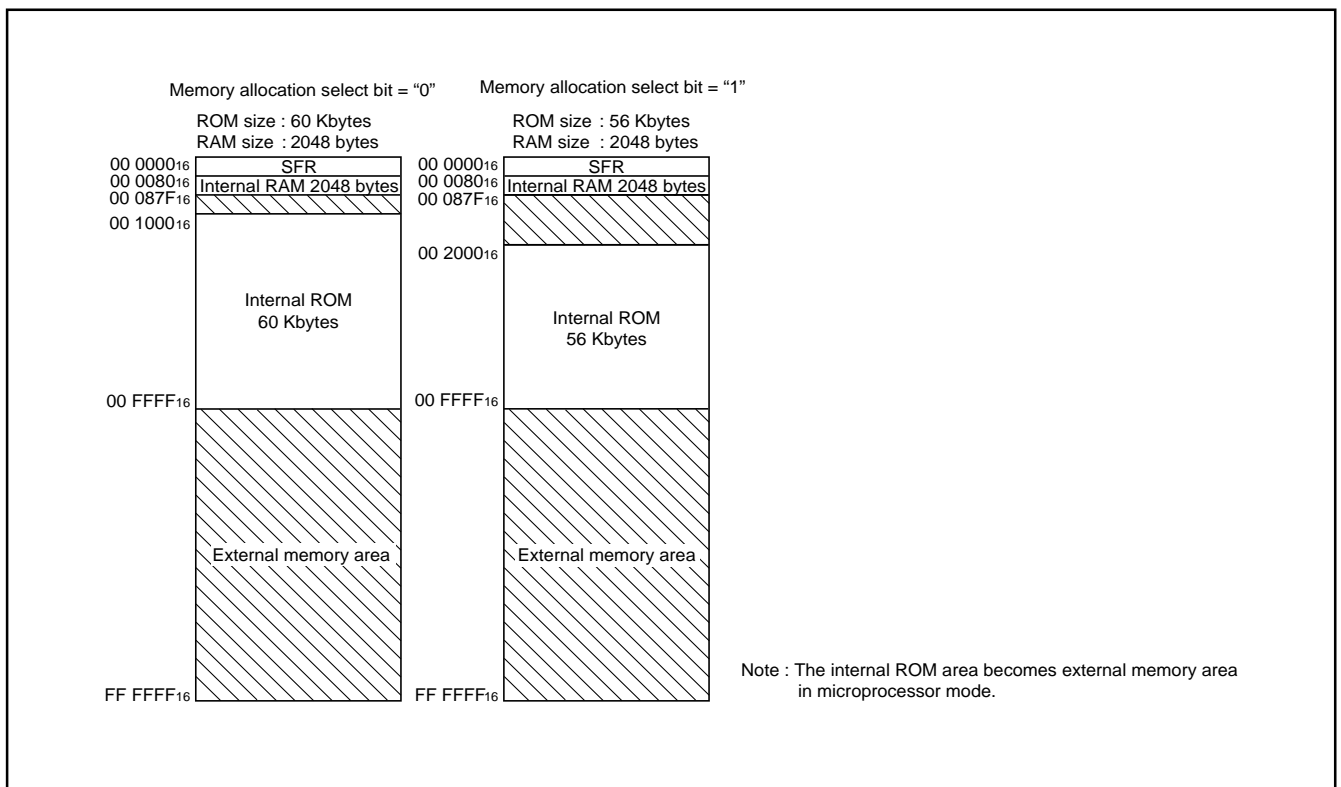 Memory allocation select bit = “0”
ROM size : 60 Kbytes
RAM size : 2048 bytes
00 000016
SFR
00 008016
Internal RAM 2048 bytes
00 087F16
00 100016
Internal ROM
60 Kbytes
00 FFFF16
External memory area
FF FFFF16
Memory allocation select bit = “1”
ROM size : 56 Kbytes
RAM size : 2048 bytes
00 000016
SFR
00 008016
Internal RAM 2048 bytes
00 087F16
00 200016
Internal ROM
56 Kbytes
00 FFFF16
External memory area
FF FFFF16
Note : The internal ROM area becomes external memory area
in microprocessor mode.